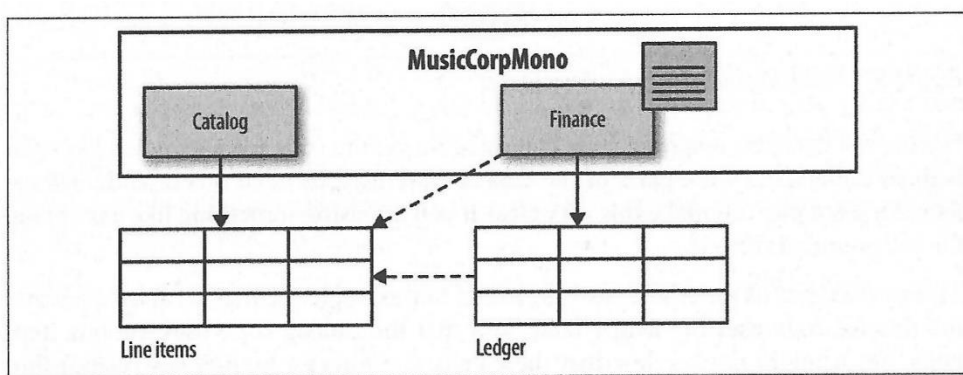 MusicCorpMono
Catalog
Finance
Line items
Ledger